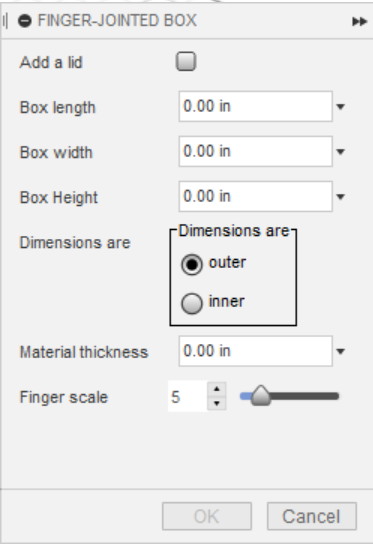 FINGER-JOINTED BOX
Add a lid
Box length 0.00 in
Box width 0.00 in
Box Height 0.00 in
Dimensions are Dimensions are
outer
inner
Material thickness 0.00 in
Finger scale 5
OK Cancel